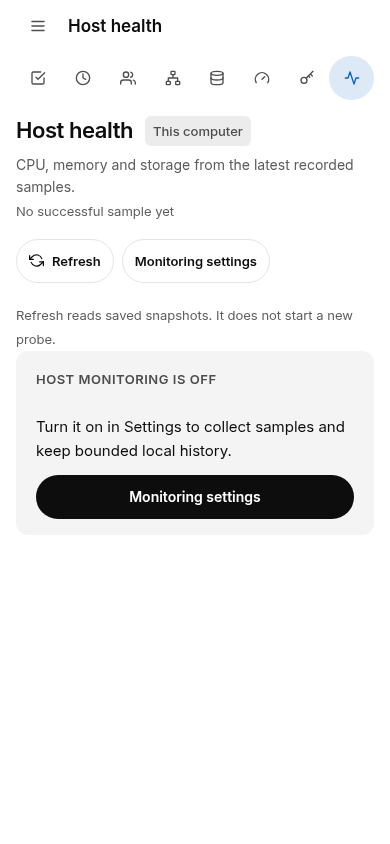 Host health
Host health
This computer
CPU, memory and storage from the latest recorded
samples.
No successful sample yet
Refresh
Monitoring settings
Refresh reads saved snapshots. It does not start a new
probe.
HOST MONITORING IS OFF
Turn it on in Settings to collect samples and
keep bounded local history.
Monitoring settings